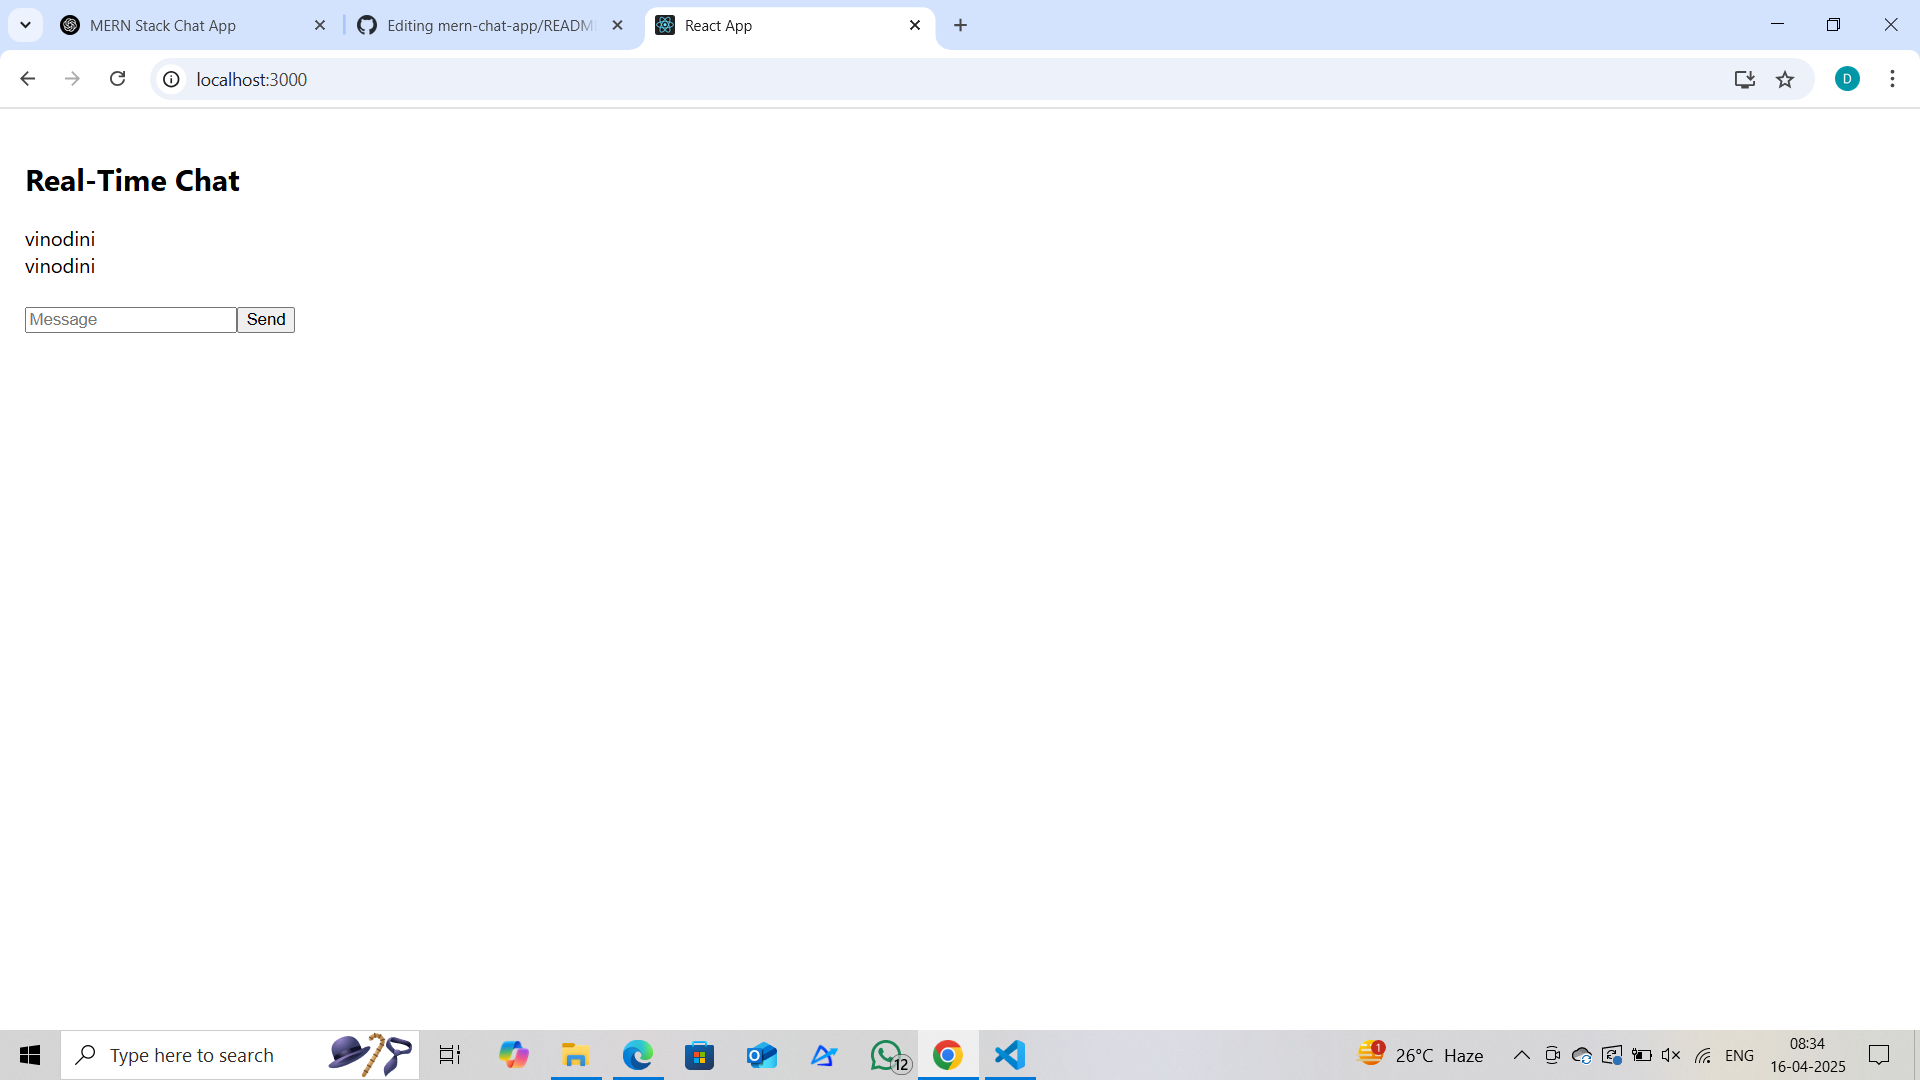 MERN Stack Chat App
Editing mern-chat-app/READM
React App
localhost:3000
D
Real-Time Chat
vinodini
vinodini
Message
Send
Type here to search
12
1
26°C Haze
ENG
08:34
16-04-2025